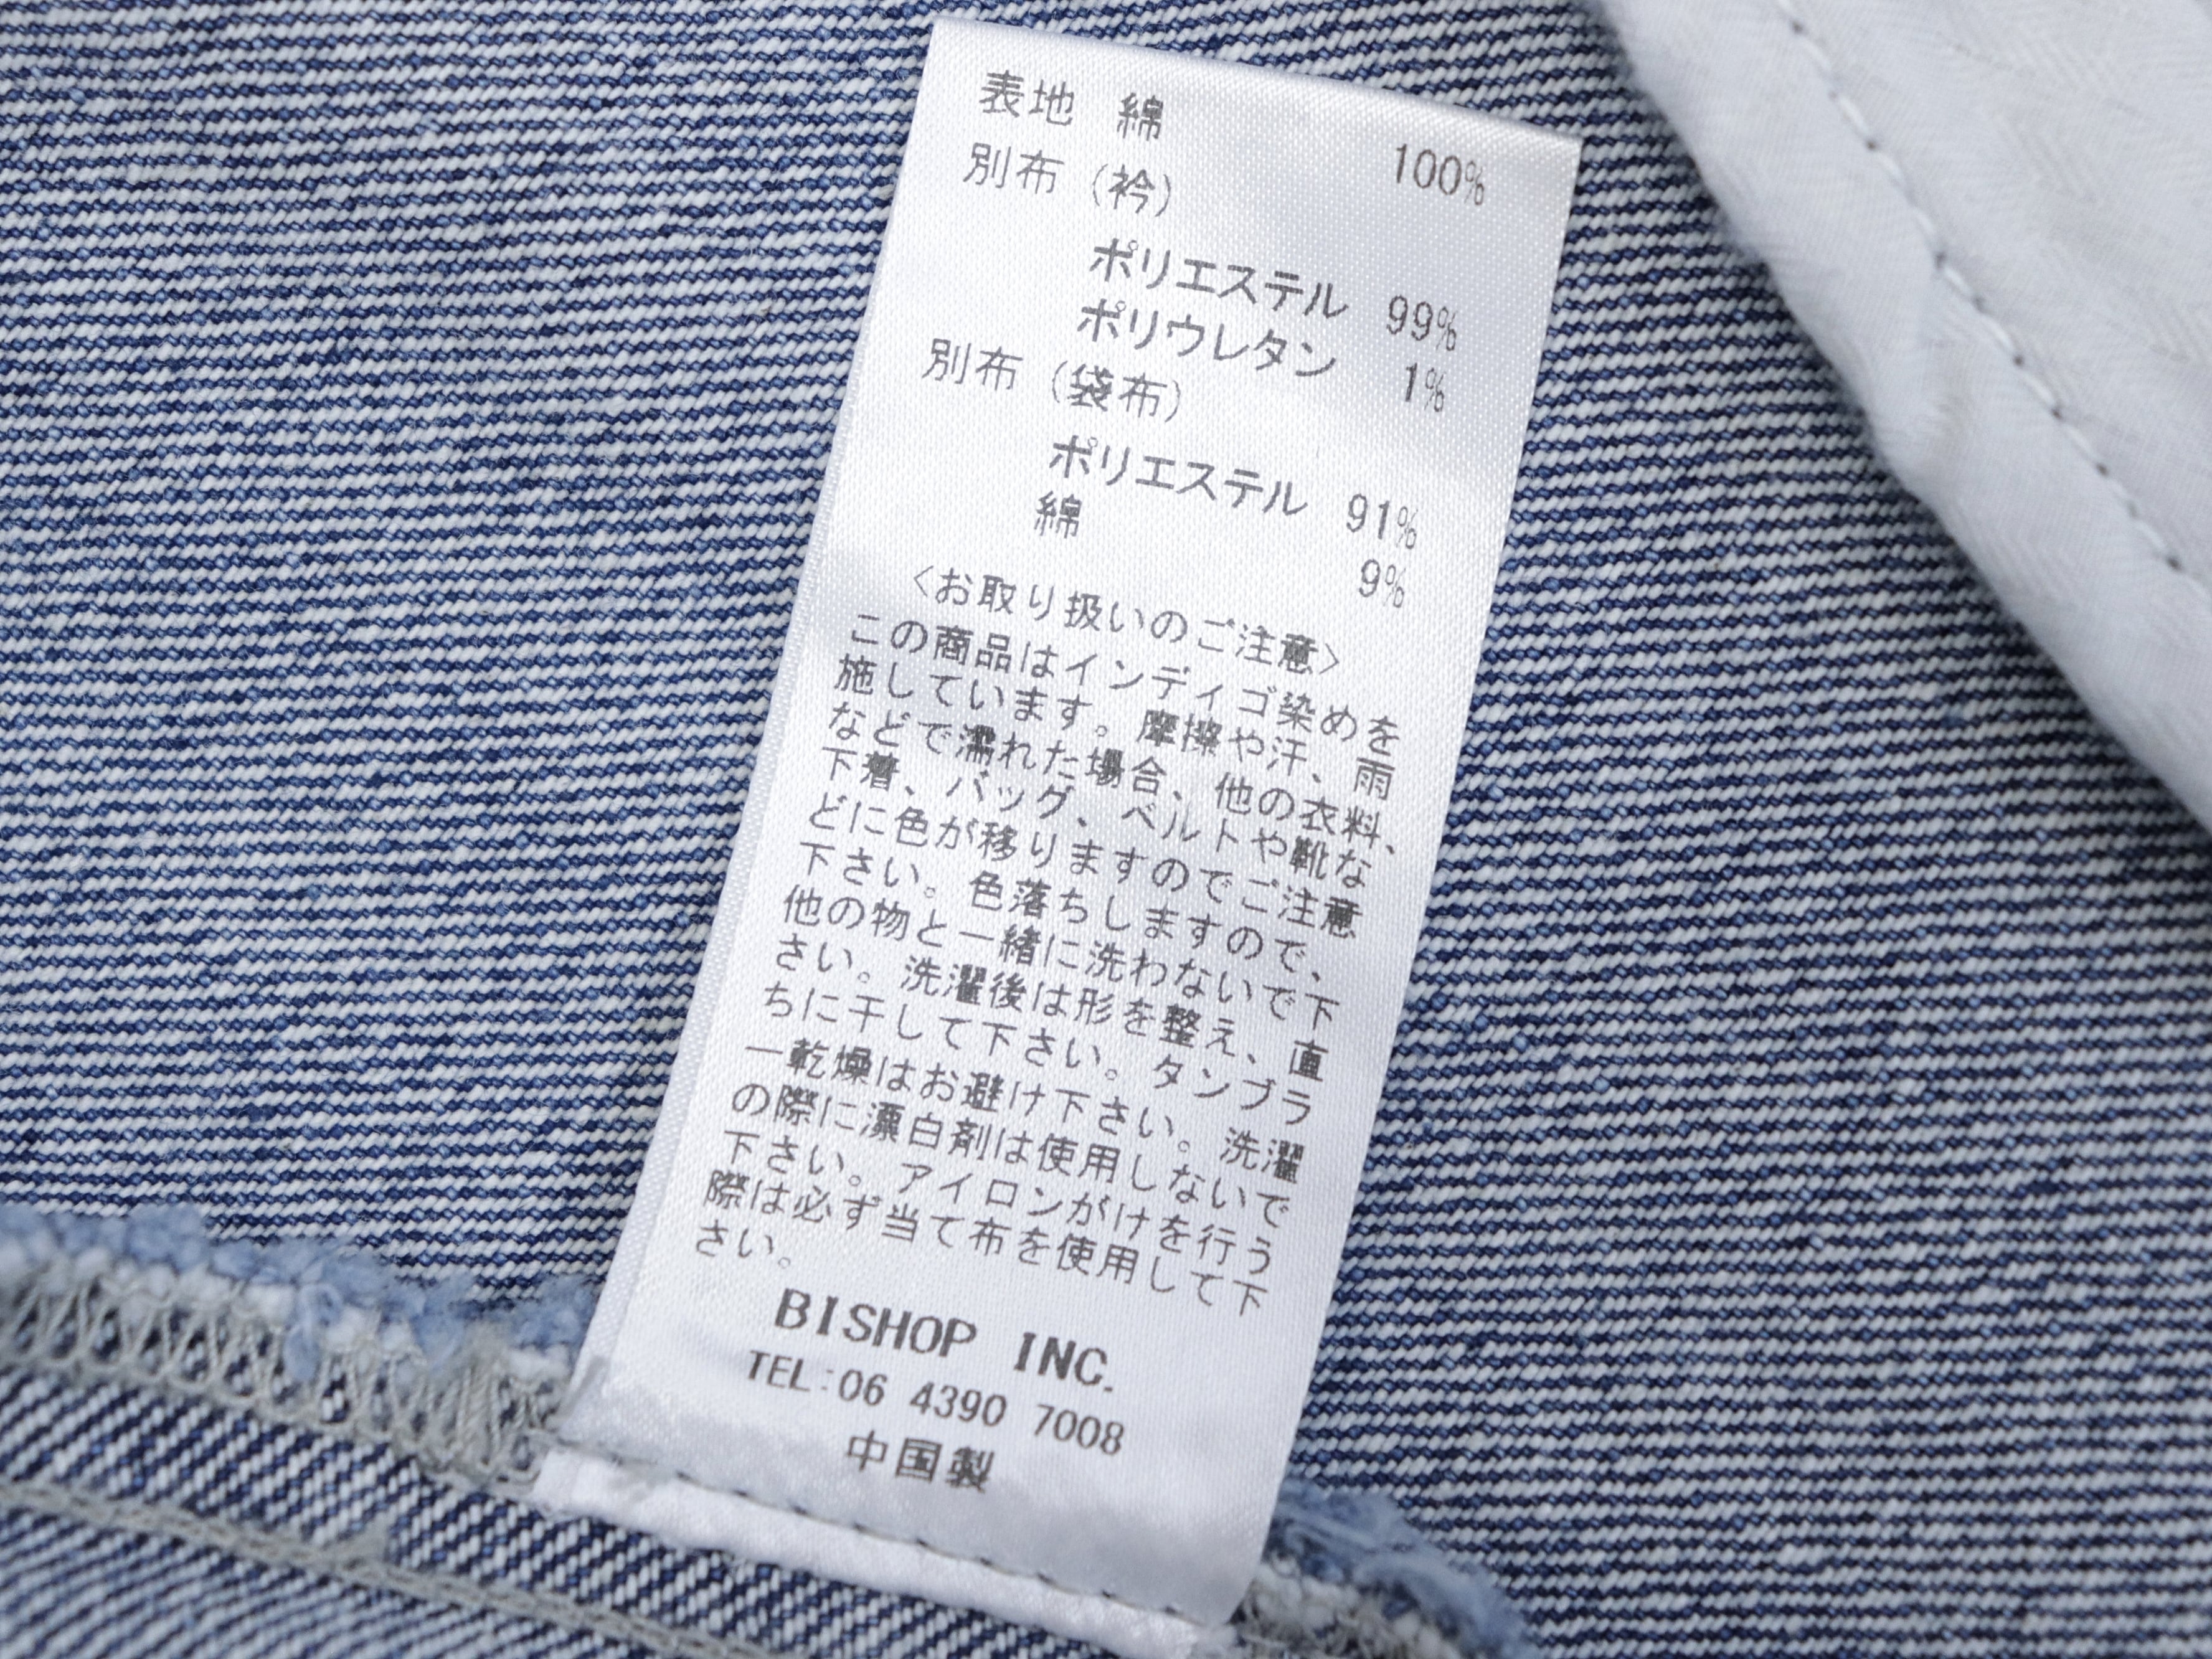 表地 綿 100%
別布 (衿)
ポリエステル 99%
ポリウレタン 1%
別布 (袋布)
ポリエステル 91%
綿 9%
〈お取り扱いのご注意〉
この商品はインディゴ染めを
施しています。摩擦や汗、雨
などで濡れた場合、他の衣料、
下着、バッグ、ベルトや靴な
どに色が移りますのでご注意
下さい。色落ちしますので、
他の物と一緒に洗わないで下
さい。洗濯後は形を整え、直
ちに干して下さい。タンブラ
ー乾燥はお避け下さい。洗濯
の際に漂白剤は使用しないで
下さい。アイロンがけを行う
際は必ず当て布を使用して下
さい。
BISHOP INC.
TEL:06 4390 7008
中国製